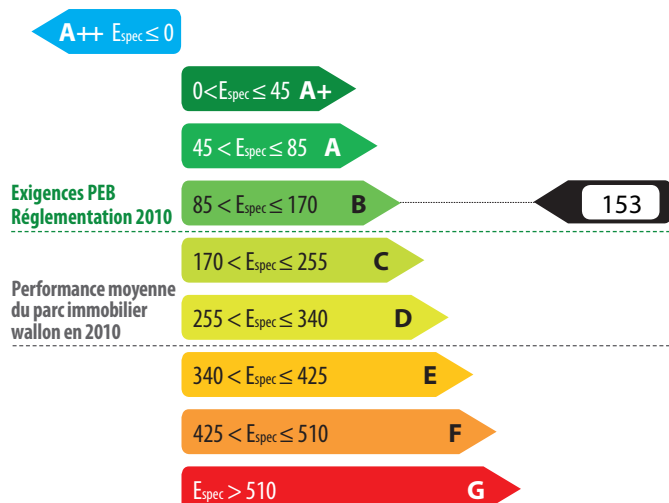 A++ Espec ≤ 0
0<Espec ≤ 45 A+
45 < Espec ≤ 85 A
Exigences PEB
Réglementation 2010
85 < Espec ≤ 170 B
153
170 < Espec ≤ 255 C
Performance moyenne
du parc immobilier
wallon en 2010
255 < Espec ≤ 340 D
340 < Espec ≤ 425 E
425 < Espec ≤ 510 F
Espec > 510 G